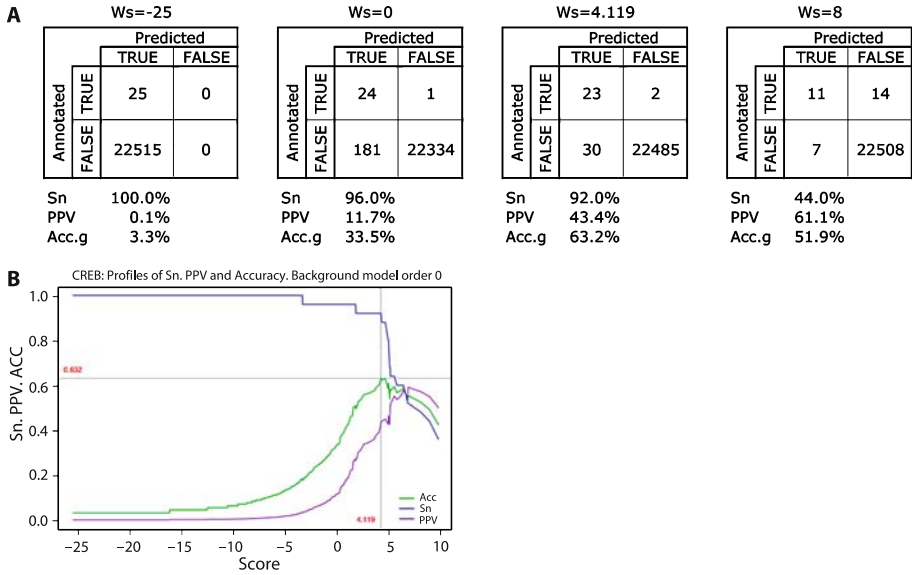 A
Ws=-25
Predicted
TRUE FALSE
Annotated
TRUE 25 0
FALSE 22515 0
Sn 100.0%
PPV 0.1%
Acc.g 3.3%
Ws=0
Predicted
TRUE FALSE
Annotated
TRUE 24 1
FALSE 181 22334
Sn 96.0%
PPV 11.7%
Acc.g 33.5%
Ws=4.119
Predicted
TRUE FALSE
Annotated
TRUE 23 2
FALSE 30 22485
Sn 92.0%
PPV 43.4%
Acc.g 63.2%
Ws=8
Predicted
TRUE FALSE
Annotated
TRUE 11 14
FALSE 7 22508
Sn 44.0%
PPV 61.1%
Acc.g 51.9%
B
CREB: Profiles of Sn. PPV and Accuracy. Background model order 0
Sn. PPV. ACC
1.0
0.8
0.632
0.6
0.4
0.2
0.0
4.119
Acc
Sn
PPV
−25 −20 −15 −10 −5 0 5 10
Score